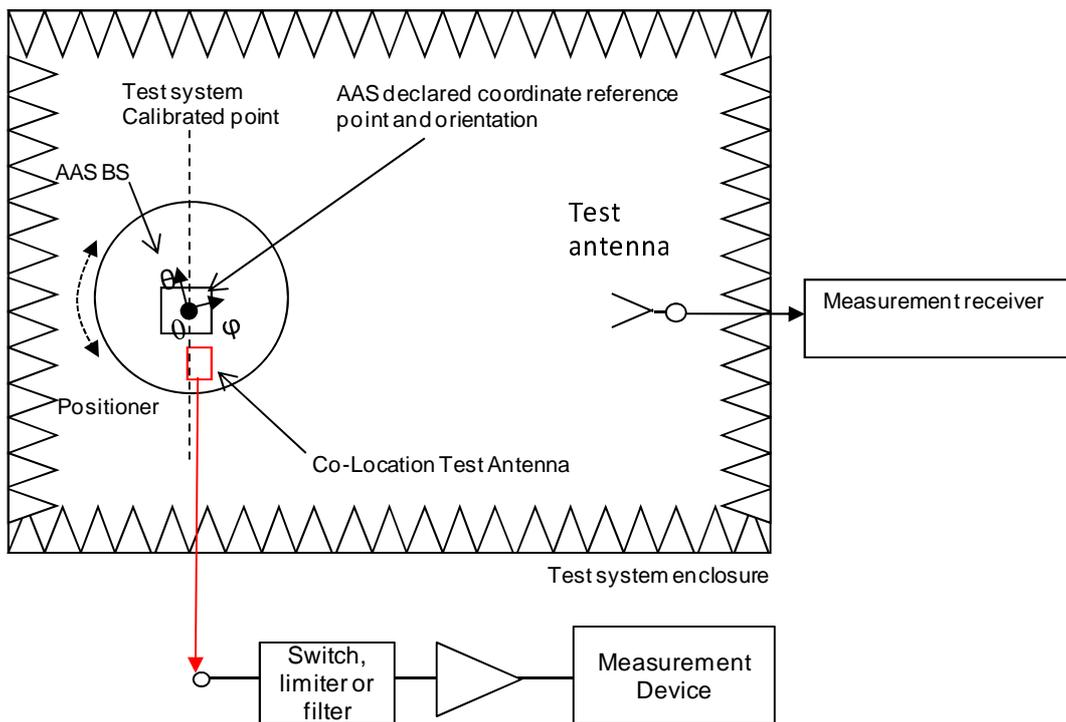 Test system
Calibrated point
AAS declared coordinate reference
point and orientation
AAS BS
Test
antenna
θ
0
φ
Measurement receiver
Positioner
Co-Location Test Antenna
Test system enclosure
Switch,
limiter or
filter
Measurement
Device